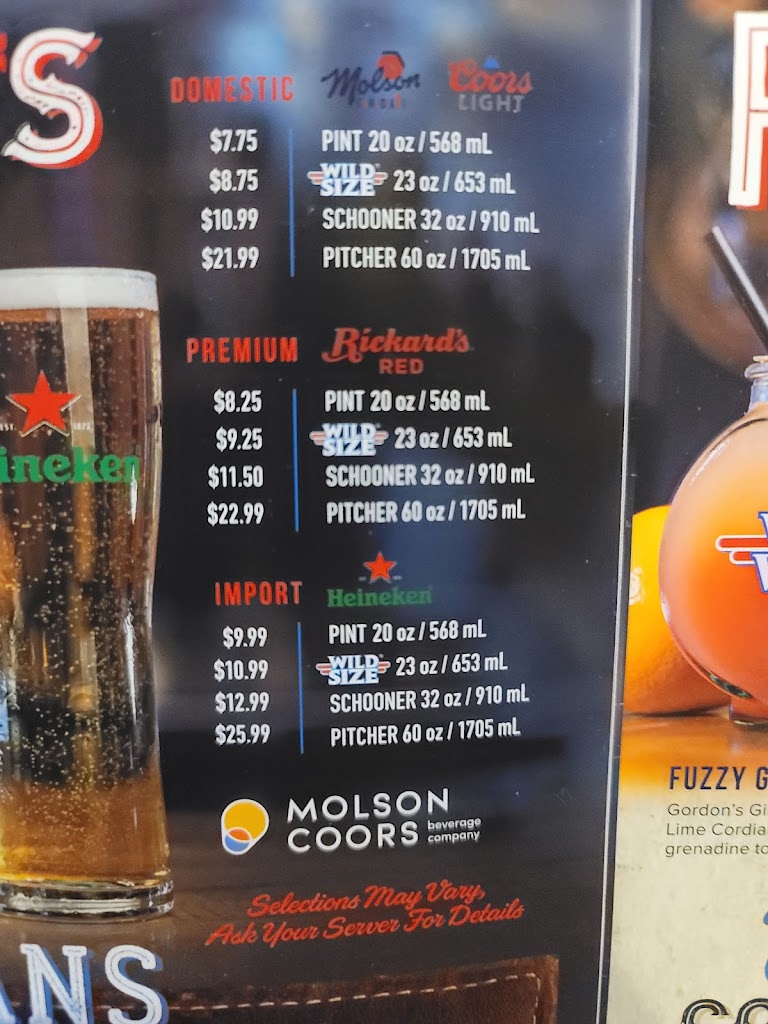 'S
DOMESTIC Molson Coors LIGHT
$7.75 PINT 20 oz / 568 mL
$8.75 WILD SIZE 23 oz / 653 mL
$10.99 SCHOONER 32 oz / 910 mL
$21.99 PITCHER 60 oz / 1705 mL
PREMIUM Rickard's RED
$8.25 PINT 20 oz / 568 mL
$9.25 WILD SIZE 23 oz / 653 mL
$11.50 SCHOONER 32 oz / 910 mL
$22.99 PITCHER 60 oz / 1705 mL
IMPORT Heineken
$9.99 PINT 20 oz / 568 mL
$10.99 WILD SIZE 23 oz / 653 mL
$12.99 SCHOONER 32 oz / 910 mL
$25.99 PITCHER 60 oz / 1705 mL
MOLSON
COORS beverage company
Selections May Vary,
Ask Your Server For Details
EST. 1873
eineken
ANS
FUZZY G
Gordon's Gi
Lime Cordia
grenadine to